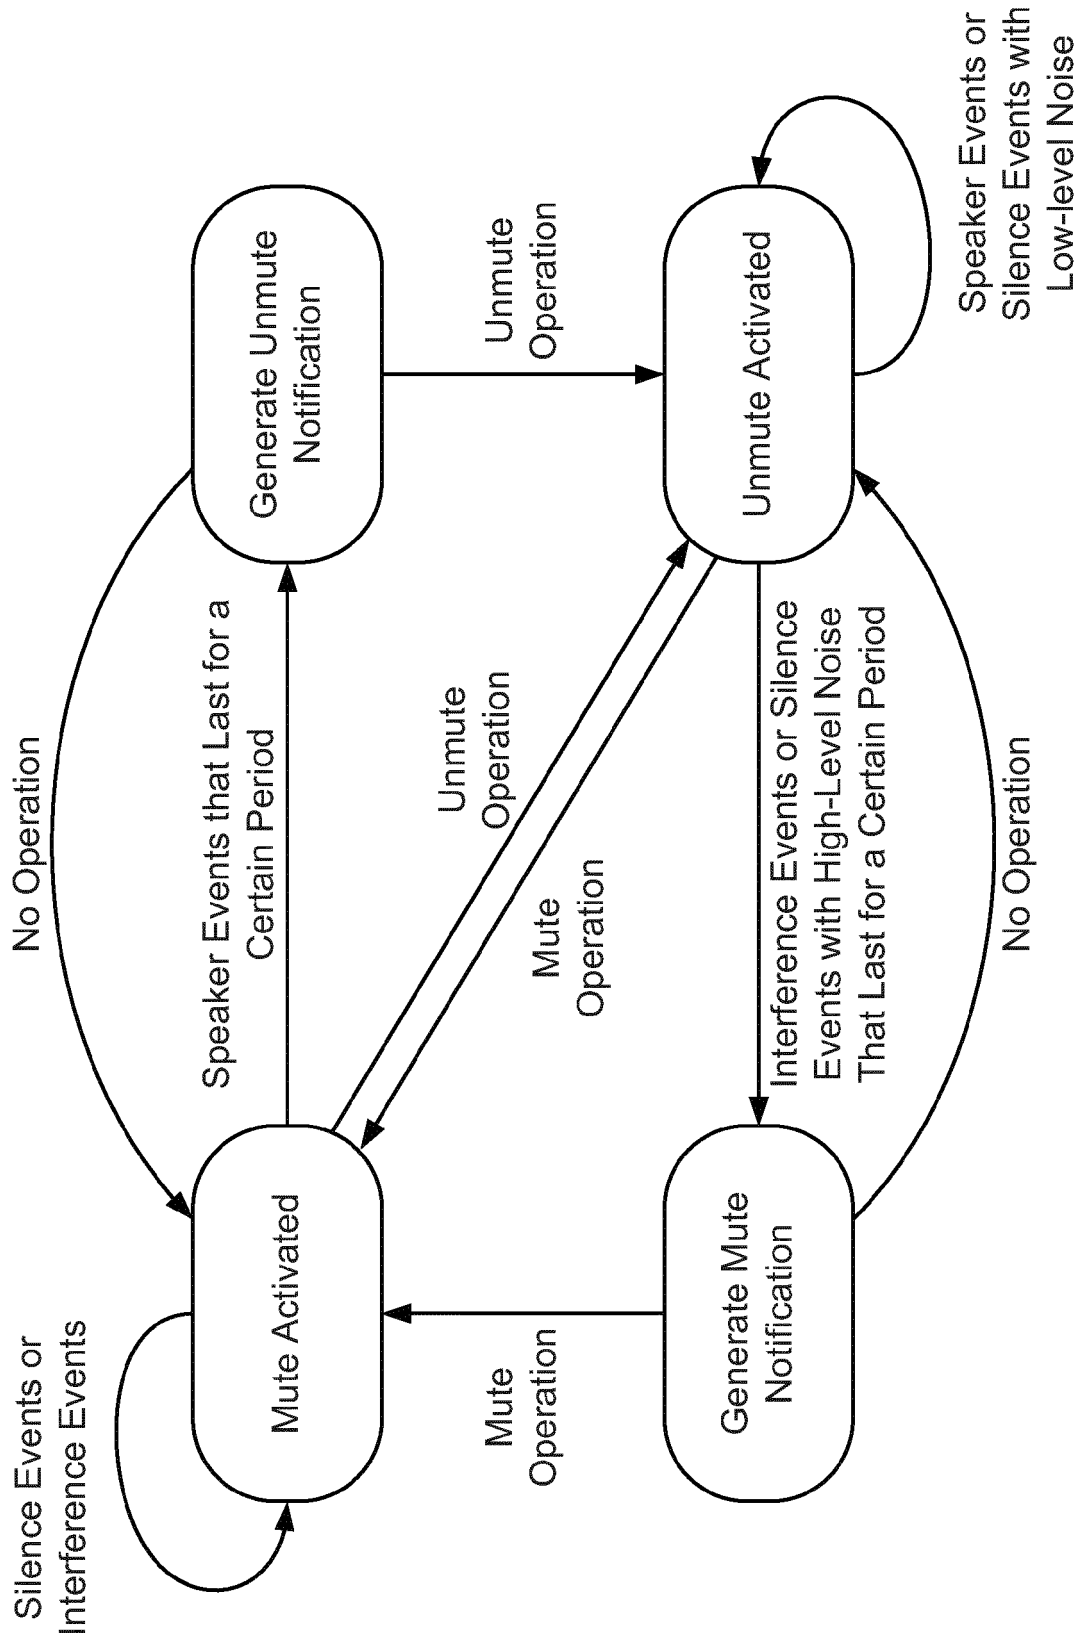 Silence Events or
Interference Events
No Operation
Mute Activated
Speaker Events that Last for a
Certain Period
Generate Unmute
Notification
Unmute
Operation
Mute
Operation
Mute
Operation
Unmute
Operation
Generate Mute
Notification
Interference Events or Silence
Events with High-Level Noise
That Last for a Certain Period
Unmute Activated
No Operation
Speaker Events or
Silence Events with
Low-level Noise